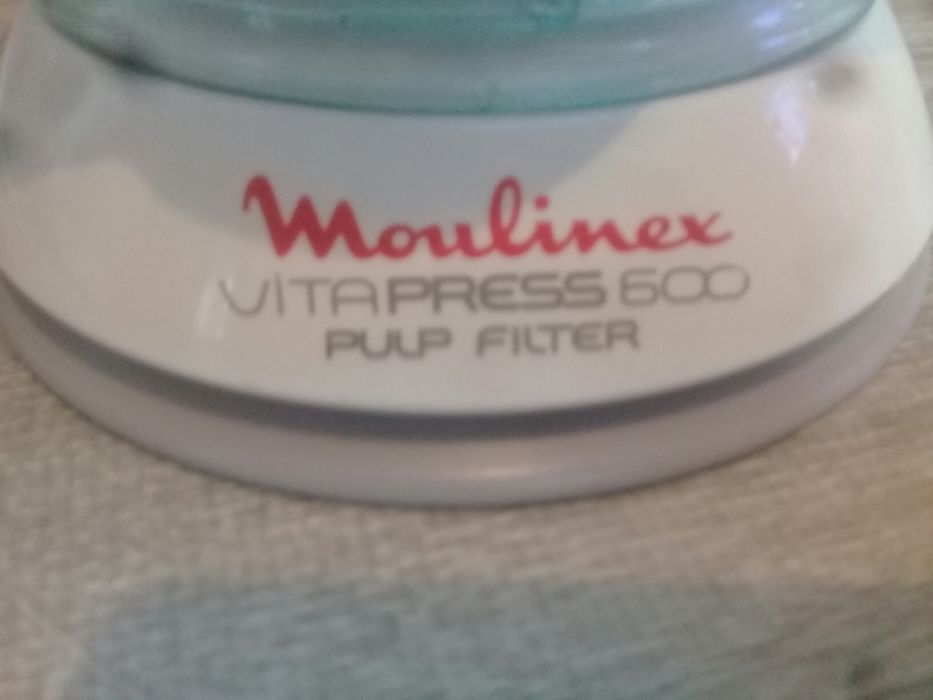 Moulinex
VITAPRESS 600
PULP FILTER